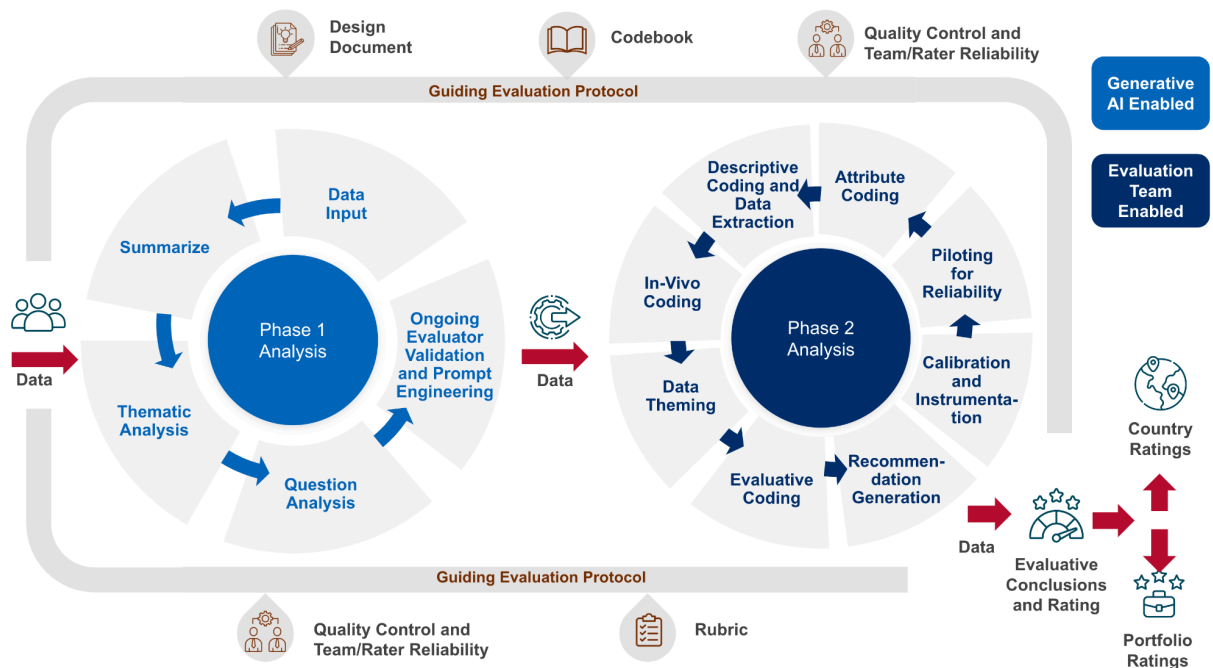 Design
Document
Codebook
Quality Control and
Team/Rater Reliability
Guiding Evaluation Protocol
Generative
AI Enabled
Evaluation
Team
Enabled
Data
Data
Input
Summarize
Thematic
Analysis
Question
Analysis
Ongoing
Evaluator
Validation
and Prompt
Engineering
Phase 1
Analysis
Data
Calibration and
Instrumenta-
tion
Piloting
for
Reliability
Attribute
Coding
Descriptive
Coding and
Data
Extraction
In-Vivo
Coding
Data
Theming
Evaluative
Coding
Recommen-
dation
Generation
Phase 2
Analysis
Data
Evaluative
Conclusions
and Rating
Country
Ratings
Portfolio
Ratings
Guiding Evaluation Protocol
Quality Control and
Team/Rater Reliability
Rubric